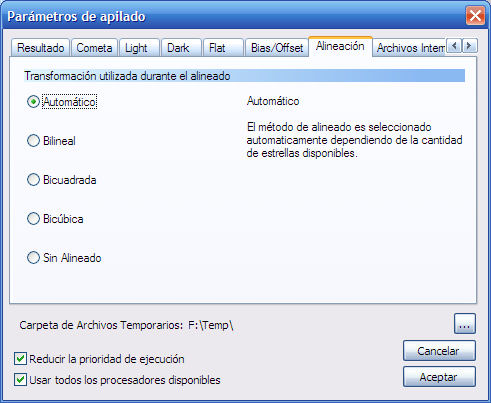 Parámetros de apilado
Resultado Cometa Light Dark Flat Bias/Offset Alineación Archivos Interm
Transformación utilizada durante el alineado
Automático
Bilineal
Bicuadrada
Bicúbica
Sin Alineado
Automático
El método de alineado es seleccionado
automaticamente dependiendo de la cantidad
de estrellas disponibles.
Carpeta de Archivos Temporarios: F:\Temp\
...
Reducir la prioridad de ejecución
Usar todos los procesadores disponibles
Cancelar
Aceptar